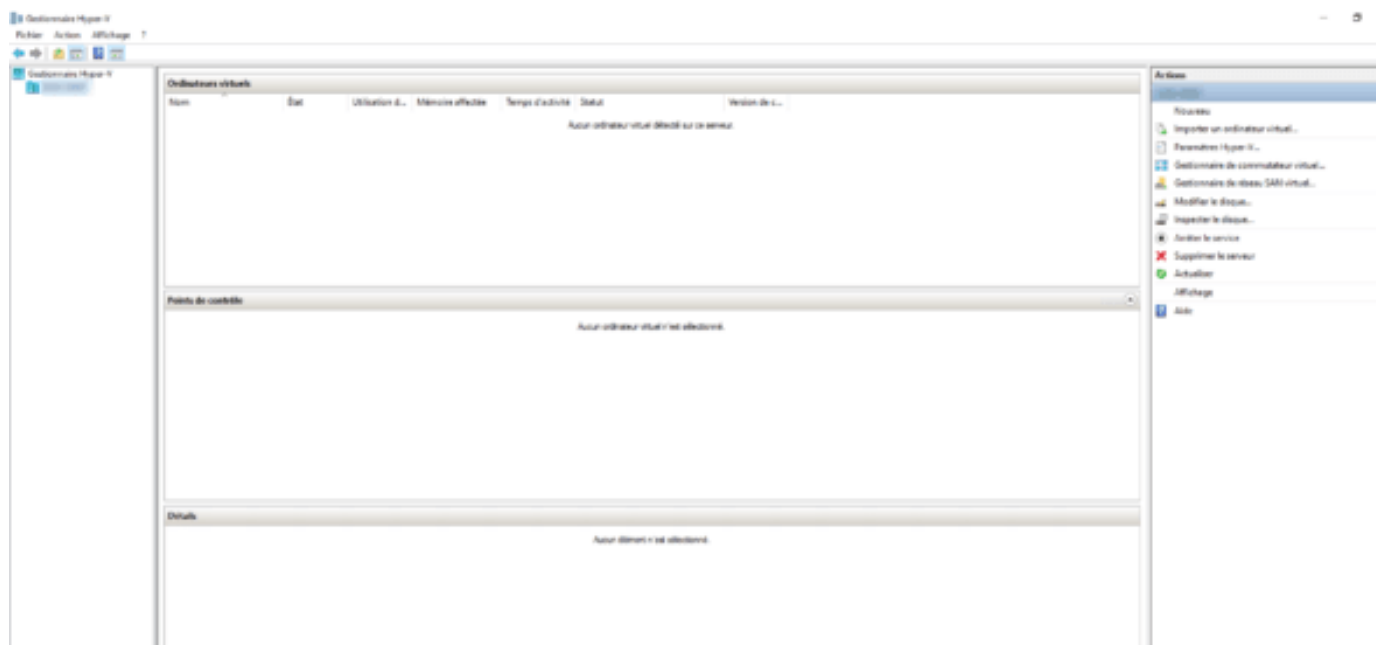 Gestionnaire Hyper-V
Fichier Action Affichage ?
Gestionnaire Hyper-V
Ordinateurs virtuels
Nom État Utilisation d... Mémoire affectée Temps d'activité Statut Version de c...
Aucun ordinateur virtuel détecté sur ce serveur.
Points de contrôle
Aucun ordinateur virtuel n'est sélectionné.
Détails
Aucun élément n'est sélectionné.
Actions
Nouveau
Importer un ordinateur virtuel...
Paramètres Hyper-V...
Gestionnaire de commutateur virtuel...
Gestionnaire de réseau SAN virtuel...
Modifier le disque...
Inspecter le disque...
Arrêter le service
Supprimer le serveur
Actualiser
Affichage
Aide